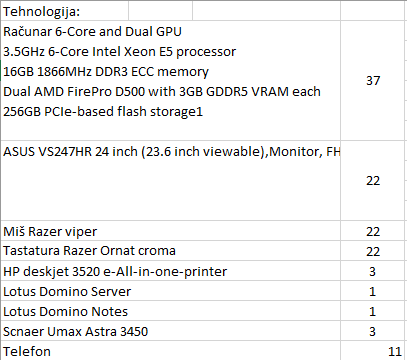 Tehnologija:
Računar 6-Core and Dual GPU
3.5GHz 6-Core Intel Xeon E5 processor
16GB 1866MHz DDR3 ECC memory
Dual AMD FirePro D500 with 3GB GDDR5 VRAM each
256GB PCIe-based flash storage1
37
ASUS VS247HR 24 inch (23.6 inch viewable),Monitor, FH
22
Miš Razer viper 22
Tastatura Razer Ornat croma 22
HP deskjet 3520 e-All-in-one-printer 3
Lotus Domino Server 1
Lotus Domino Notes 1
Scnaer Umax Astra 3450 3
Telefon 11